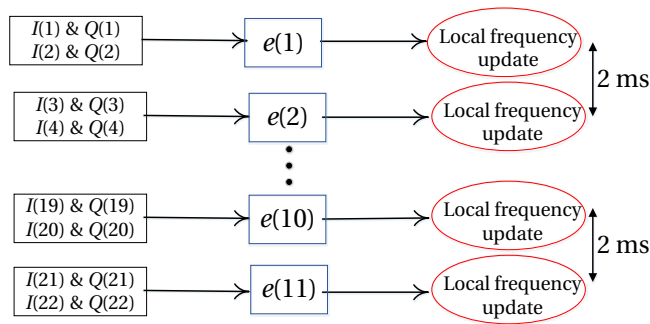 I(1) & Q(1)
I(2) & Q(2)
e(1)
Local frequency
update
2 ms
I(3) & Q(3)
I(4) & Q(4)
e(2)
Local frequency
update
I(19) & Q(19)
I(20) & Q(20)
e(10)
Local frequency
update
2 ms
I(21) & Q(21)
I(22) & Q(22)
e(11)
Local frequency
update